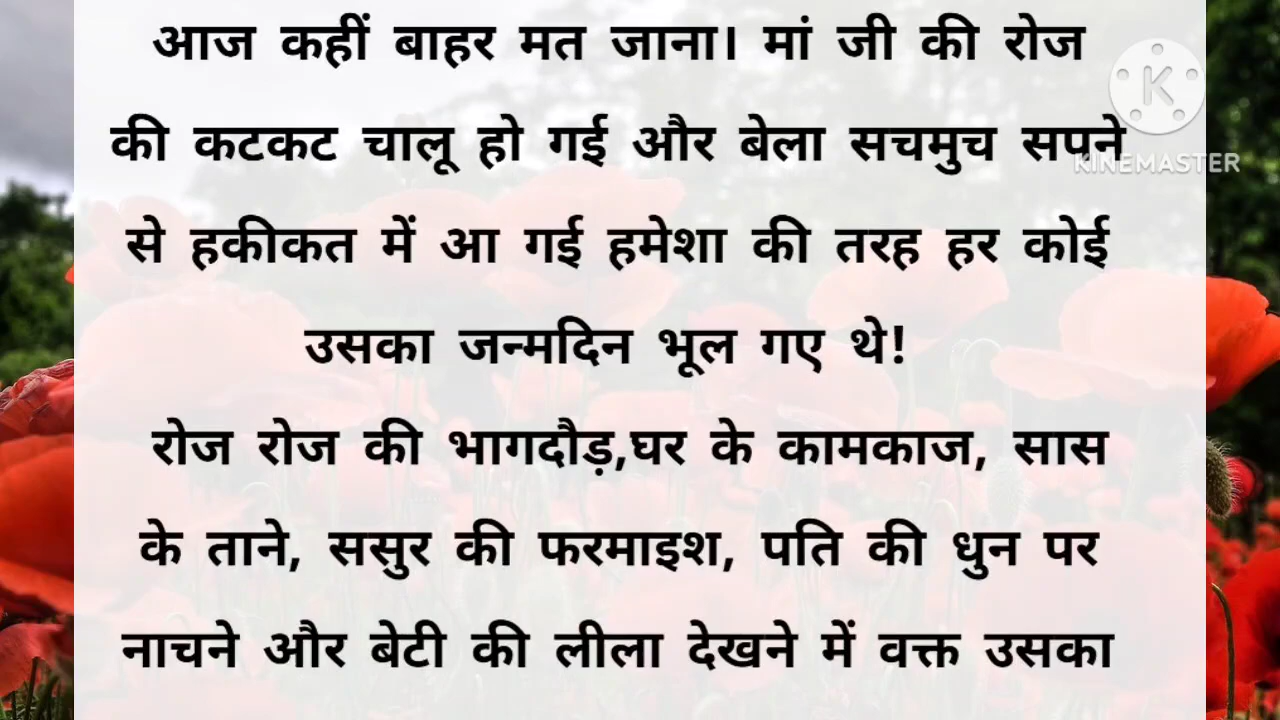 आज कहीं बाहर मत जाना। मां जी की रोज
की कटकट चालू हो गई और बेला सचमुच सपने
से हकीकत में आ गई हमेशा की तरह हर कोई
उसका जन्मदिन भूल गए थे!
रोज रोज की भागदौड़,घर के कामकाज, सास
के ताने, ससुर की फरमाइश, पति की धुन पर
नाचने और बेटी की लीला देखने में वक्त उसका
K
KINEMASTER